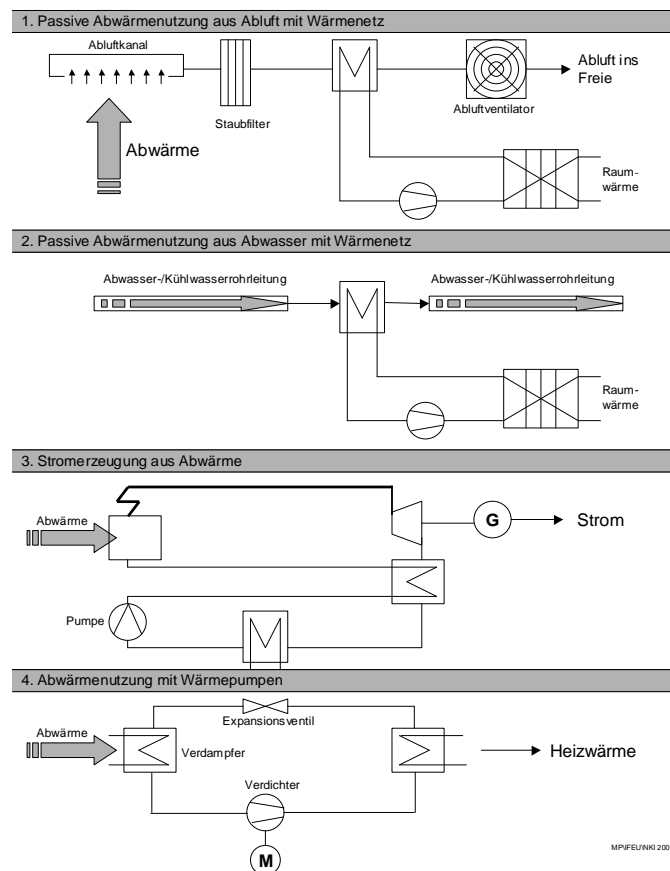 1. Passive Abwärmenutzung aus Abluft mit Wärmenetz
Abluftkanal
Abluft ins
Freie
Staubfilter
Abluftventilator
Abwärme
Raum-
wärme
2. Passive Abwärmenutzung aus Abwasser mit Wärmenetz
Abwasser-/Kühlwasserrohrleitung
Abwasser-/Kühlwasserrohrleitung
Raum-
wärme
3. Stromerzeugung aus Abwärme
Abwärme
G
Strom
Pumpe
4. Abwärmenutzung mit Wärmepumpen
Expansionsventil
Abwärme
Verdampfer
Heizwärme
Verdichter
M